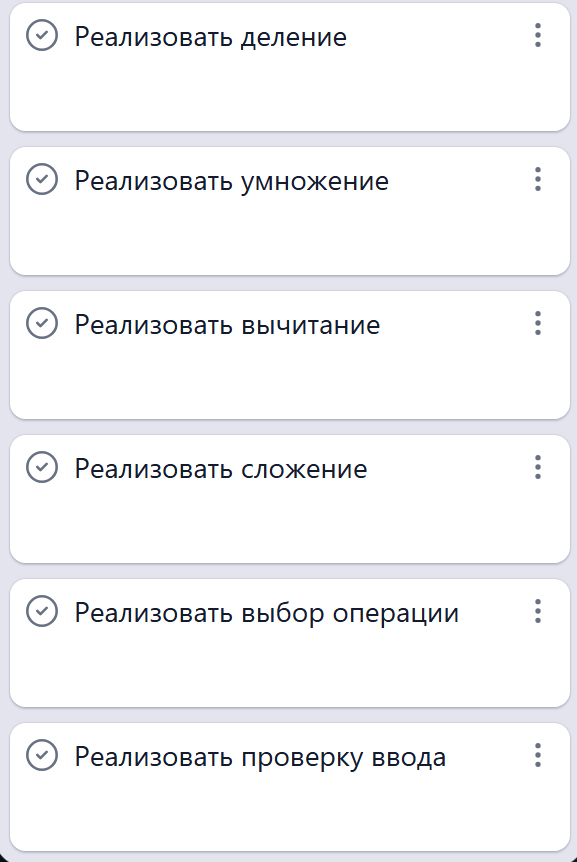 Реализовать деление
Реализовать умножение
Реализовать вычитание
Реализовать сложение
Реализовать выбор операции
Реализовать проверку ввода